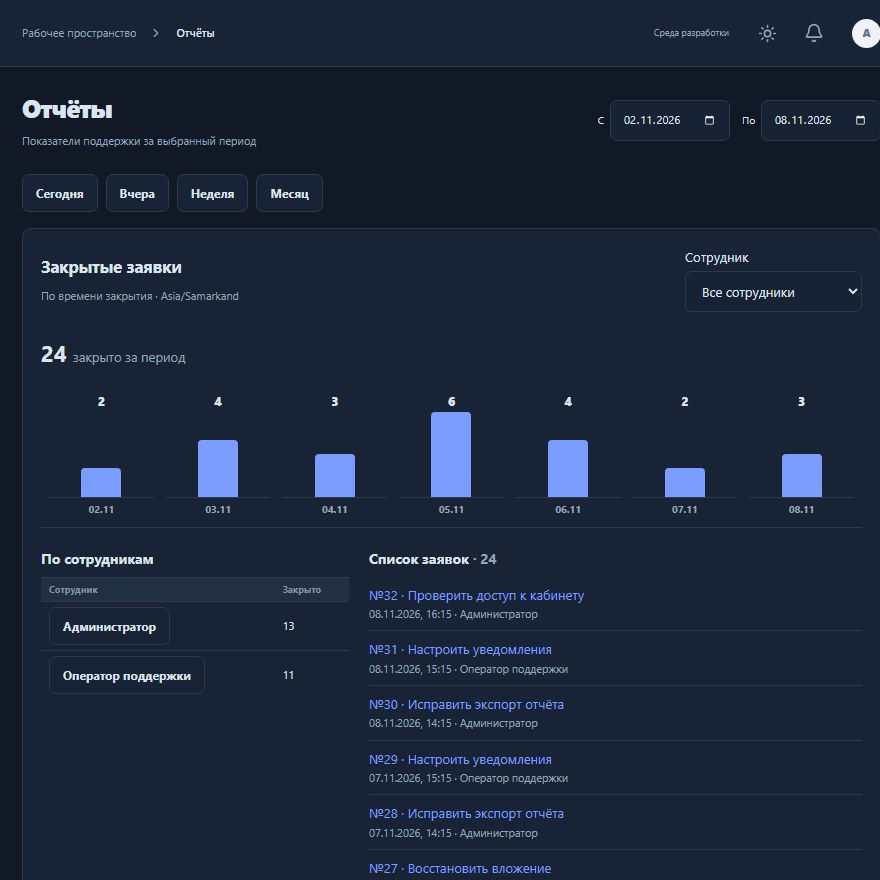 Рабочее пространство > Отчёты
Среда разработки
A
Отчёты
Показатели поддержки за выбранный период
С 02.11.2026 По 08.11.2026
Сегодня Вчера Неделя Месяц
Закрытые заявки
По времени закрытия · Asia/Samarkand
Сотрудник
Все сотрудники
24 закрыто за период
2 4 3 6 4 2 3
02.11 03.11 04.11 05.11 06.11 07.11 08.11
По сотрудникам
Сотрудник Закрыто
Администратор 13
Оператор поддержки 11
Список заявок · 24
№32 · Проверить доступ к кабинету
08.11.2026, 16:15 · Администратор
№31 · Настроить уведомления
08.11.2026, 15:15 · Оператор поддержки
№30 · Исправить экспорт отчёта
08.11.2026, 14:15 · Администратор
№29 · Настроить уведомления
07.11.2026, 15:15 · Оператор поддержки
№28 · Исправить экспорт отчёта
07.11.2026, 14:15 · Администратор
№27 · Восстановить вложение